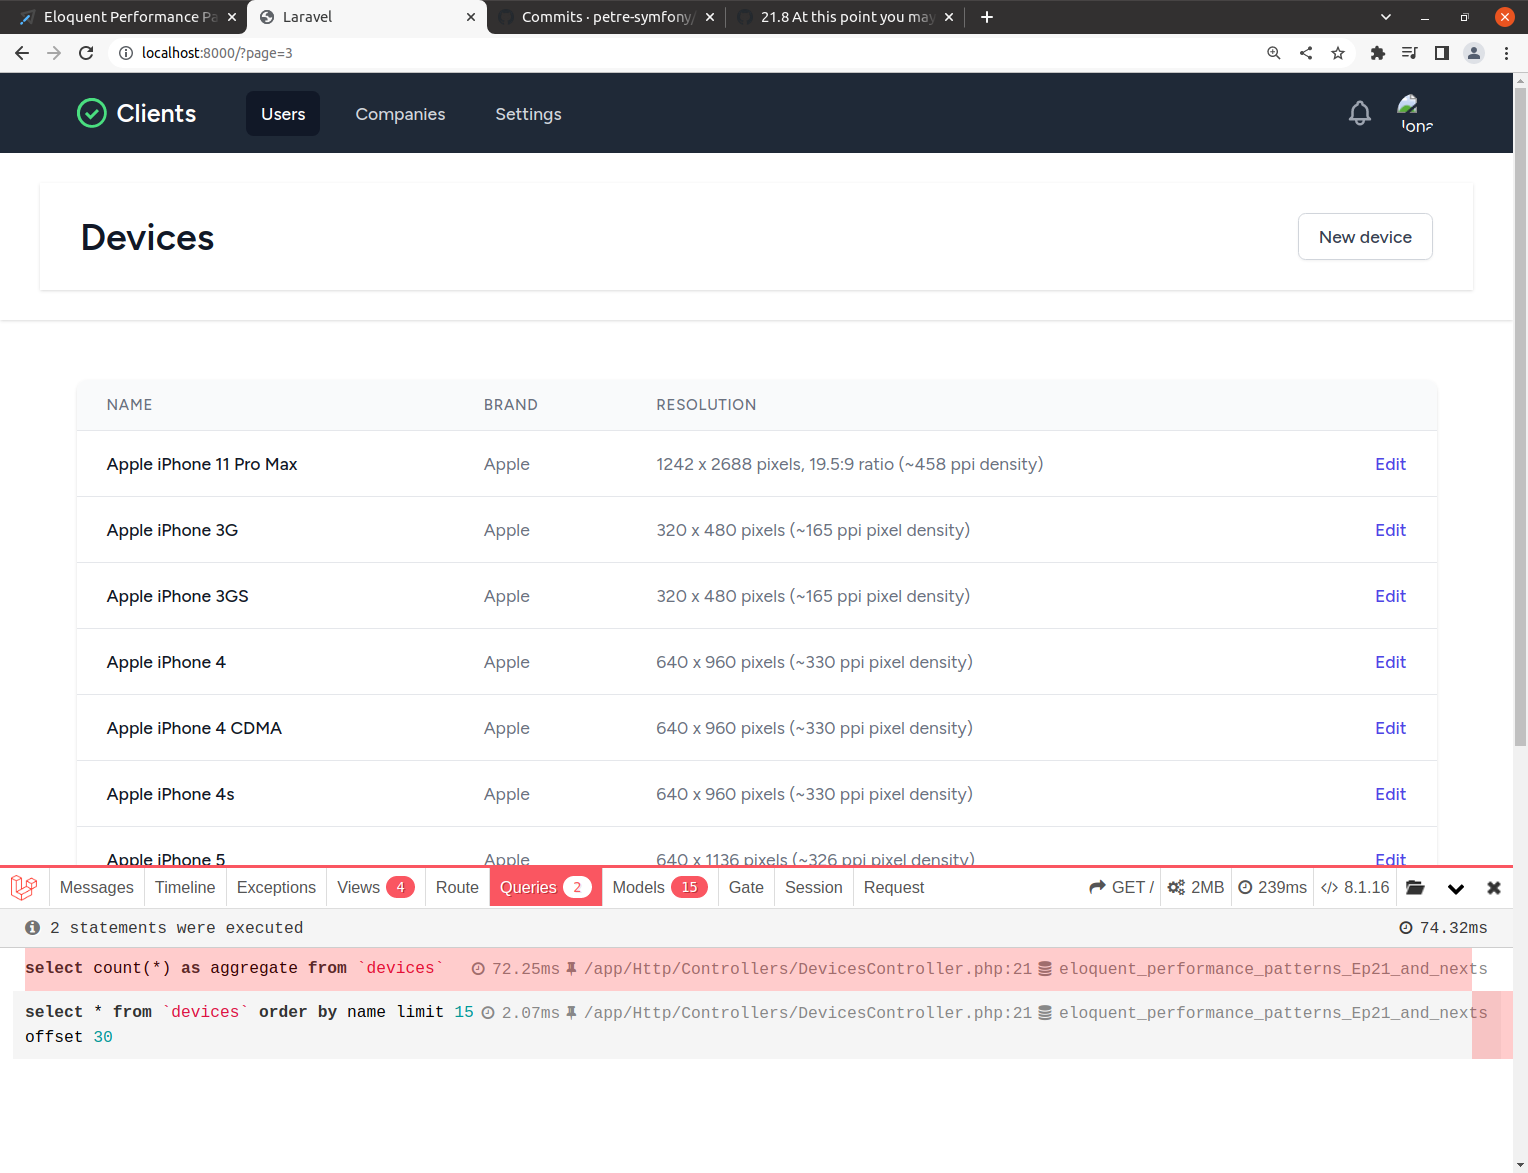 Eloquent Performance Pa
Laravel
Commits · petre-symfony/
21.8 At this point you may
localhost:8000/?page=3
Clients
Users
Companies
Settings
Jona
Devices
New device
NAME BRAND RESOLUTION
Apple iPhone 11 Pro Max Apple 1242 x 2688 pixels, 19.5:9 ratio (~458 ppi density) Edit
Apple iPhone 3G Apple 320 x 480 pixels (~165 ppi pixel density) Edit
Apple iPhone 3GS Apple 320 x 480 pixels (~165 ppi pixel density) Edit
Apple iPhone 4 Apple 640 x 960 pixels (~330 ppi pixel density) Edit
Apple iPhone 4 CDMA Apple 640 x 960 pixels (~330 ppi pixel density) Edit
Apple iPhone 4s Apple 640 x 960 pixels (~330 ppi pixel density) Edit
Apple iPhone 5 Apple 640 x 1136 pixels (~326 ppi pixel density) Edit
Messages Timeline Exceptions Views 4 Route Queries 2 Models 15 Gate Session Request GET / 2MB 239ms </> 8.1.16
2 statements were executed 74.32ms
select count(*) as aggregate from `devices` 72.25ms /app/Http/Controllers/DevicesController.php:21 eloquent_performance_patterns_Ep21_and_nexts
select * from `devices` order by name limit 15 2.07ms /app/Http/Controllers/DevicesController.php:21 eloquent_performance_patterns_Ep21_and_nexts
offset 30